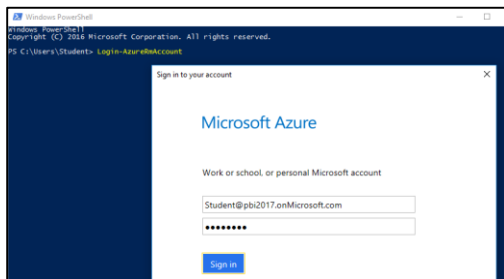 Windows PowerShell
Windows PowerShell
Copyright (C) 2016 Microsoft Corporation. All rights reserved.
PS C:\Users\Student> Login-AzureRmAccount
Sign in to your account
Microsoft Azure
Work or school, or personal Microsoft account
Student@pbi2017.onMicrosoft.com
••••••••
Sign in